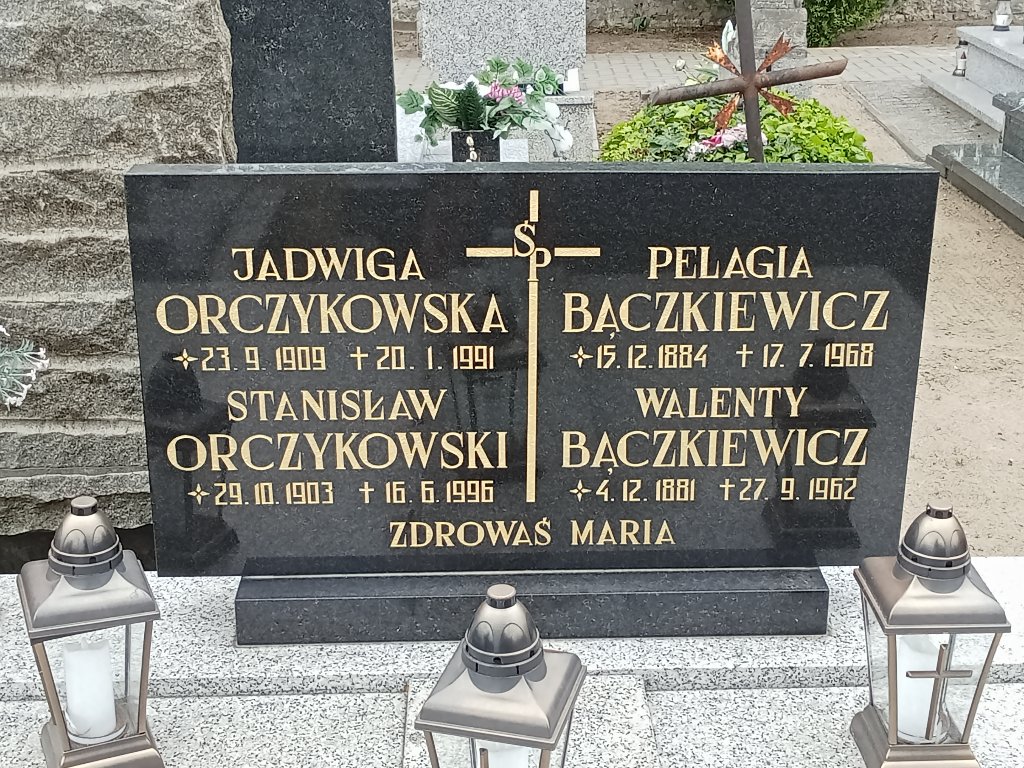 ŚP
JADWIGA
ORCZYKOWSKA
23. 9. 1909 † 20. 1. 1991
STANISŁAW
ORCZYKOWSKI
29. 10. 1903 † 16. 6. 1996
PELAGIA
BĄCZKIEWICZ
15. 12. 1884 † 17. 7. 1968
WALENTY
BĄCZKIEWICZ
4. 12. 1881 † 27. 9. 1962
ZDROWAŚ MARIA